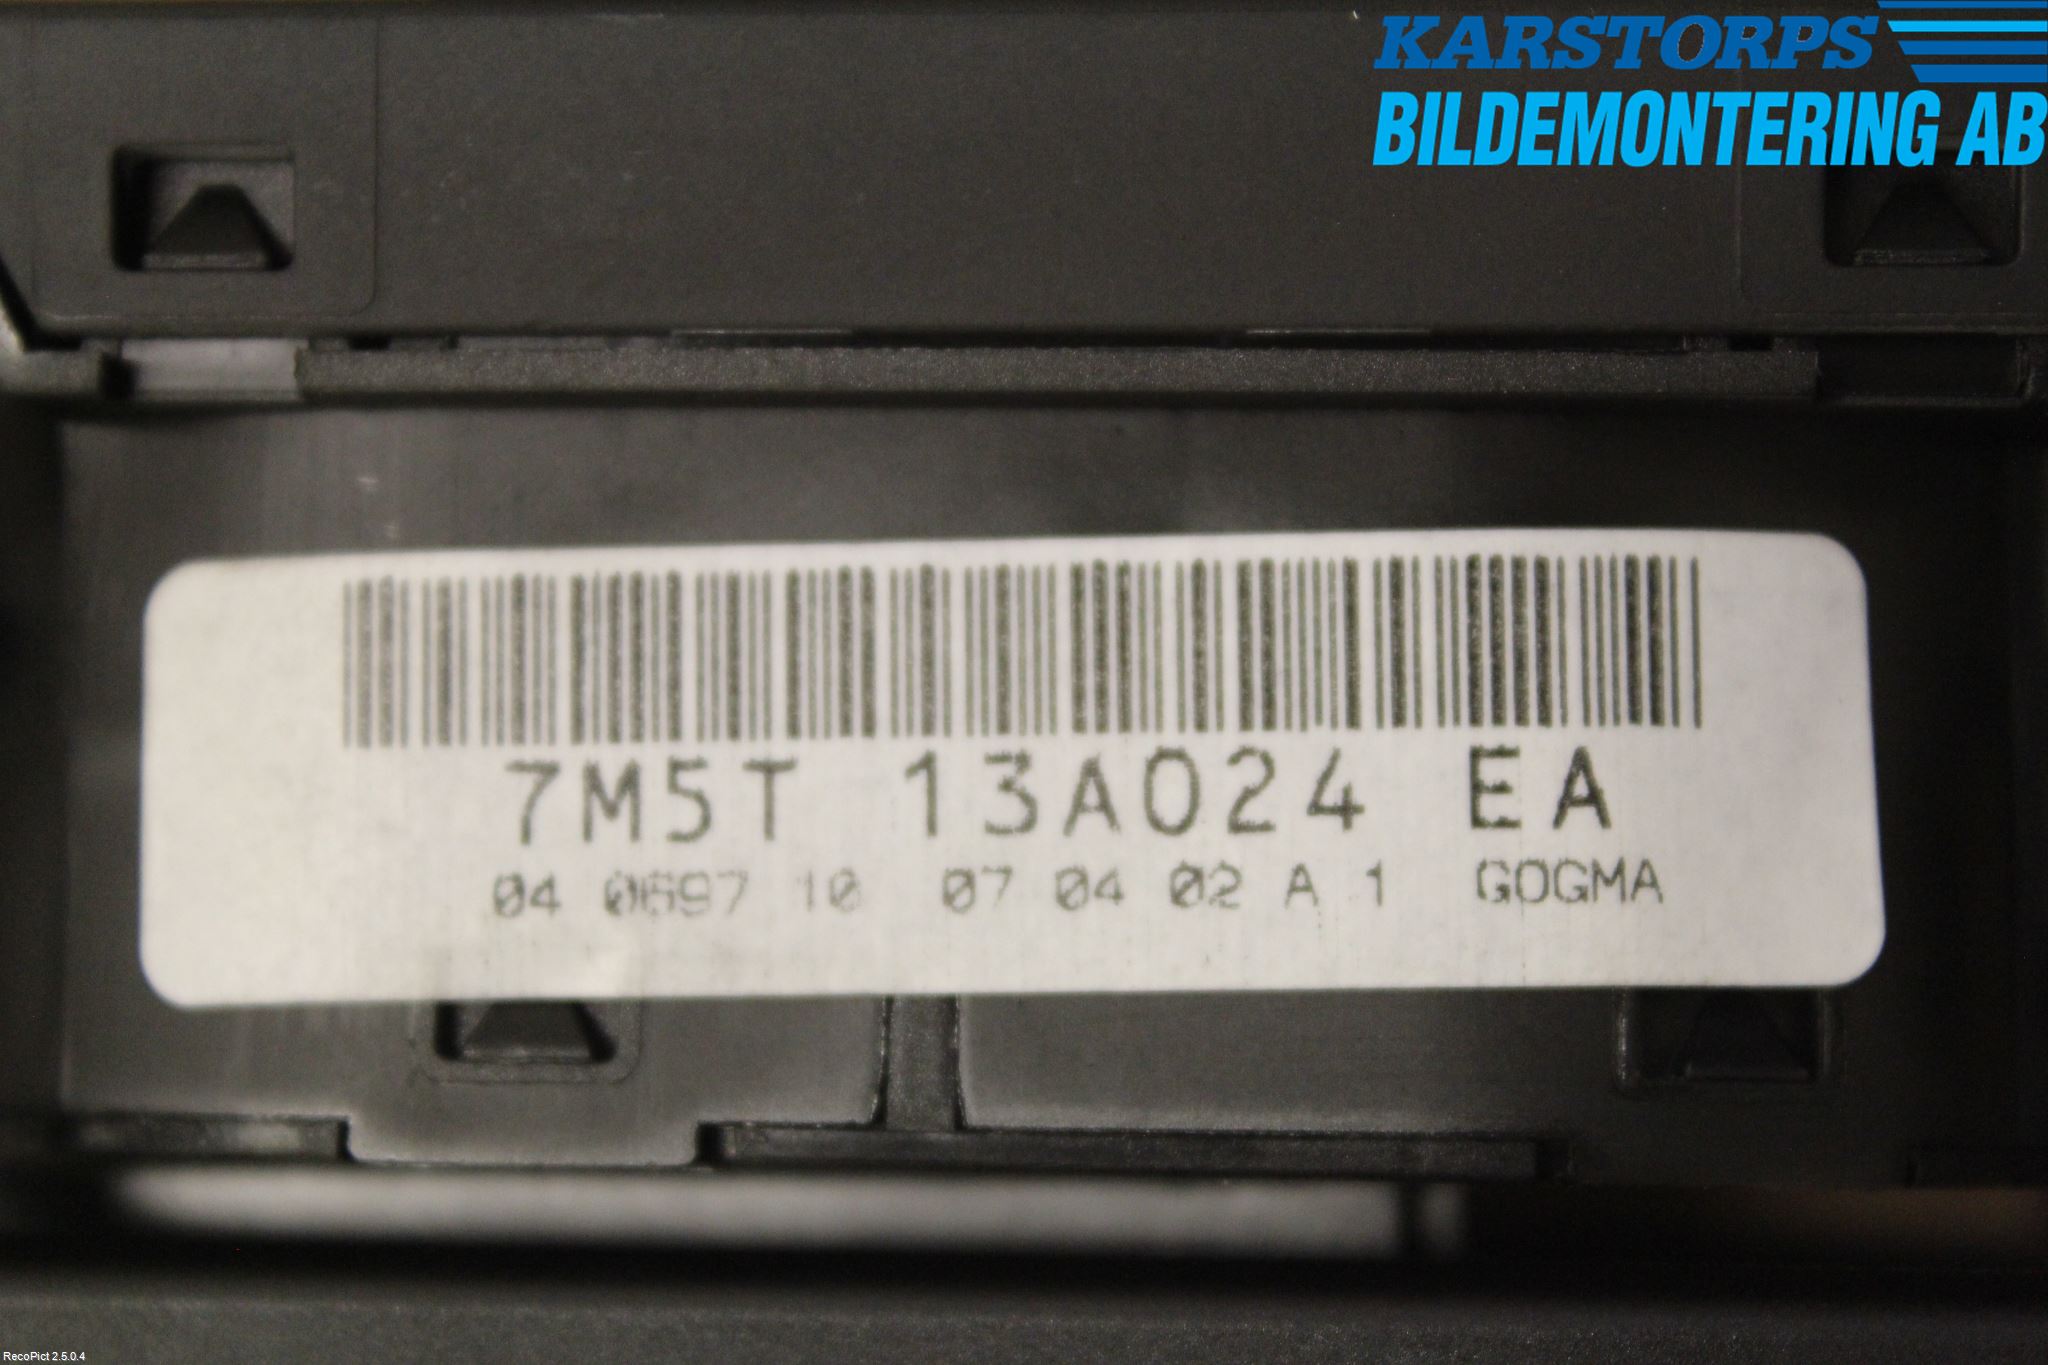 KARSTORPS
BILDEMONTERING AB
7M5T 13A024 EA
04 0697 10 07 04 02 A 1 GOGMA
RecoPict 2.5.0.4